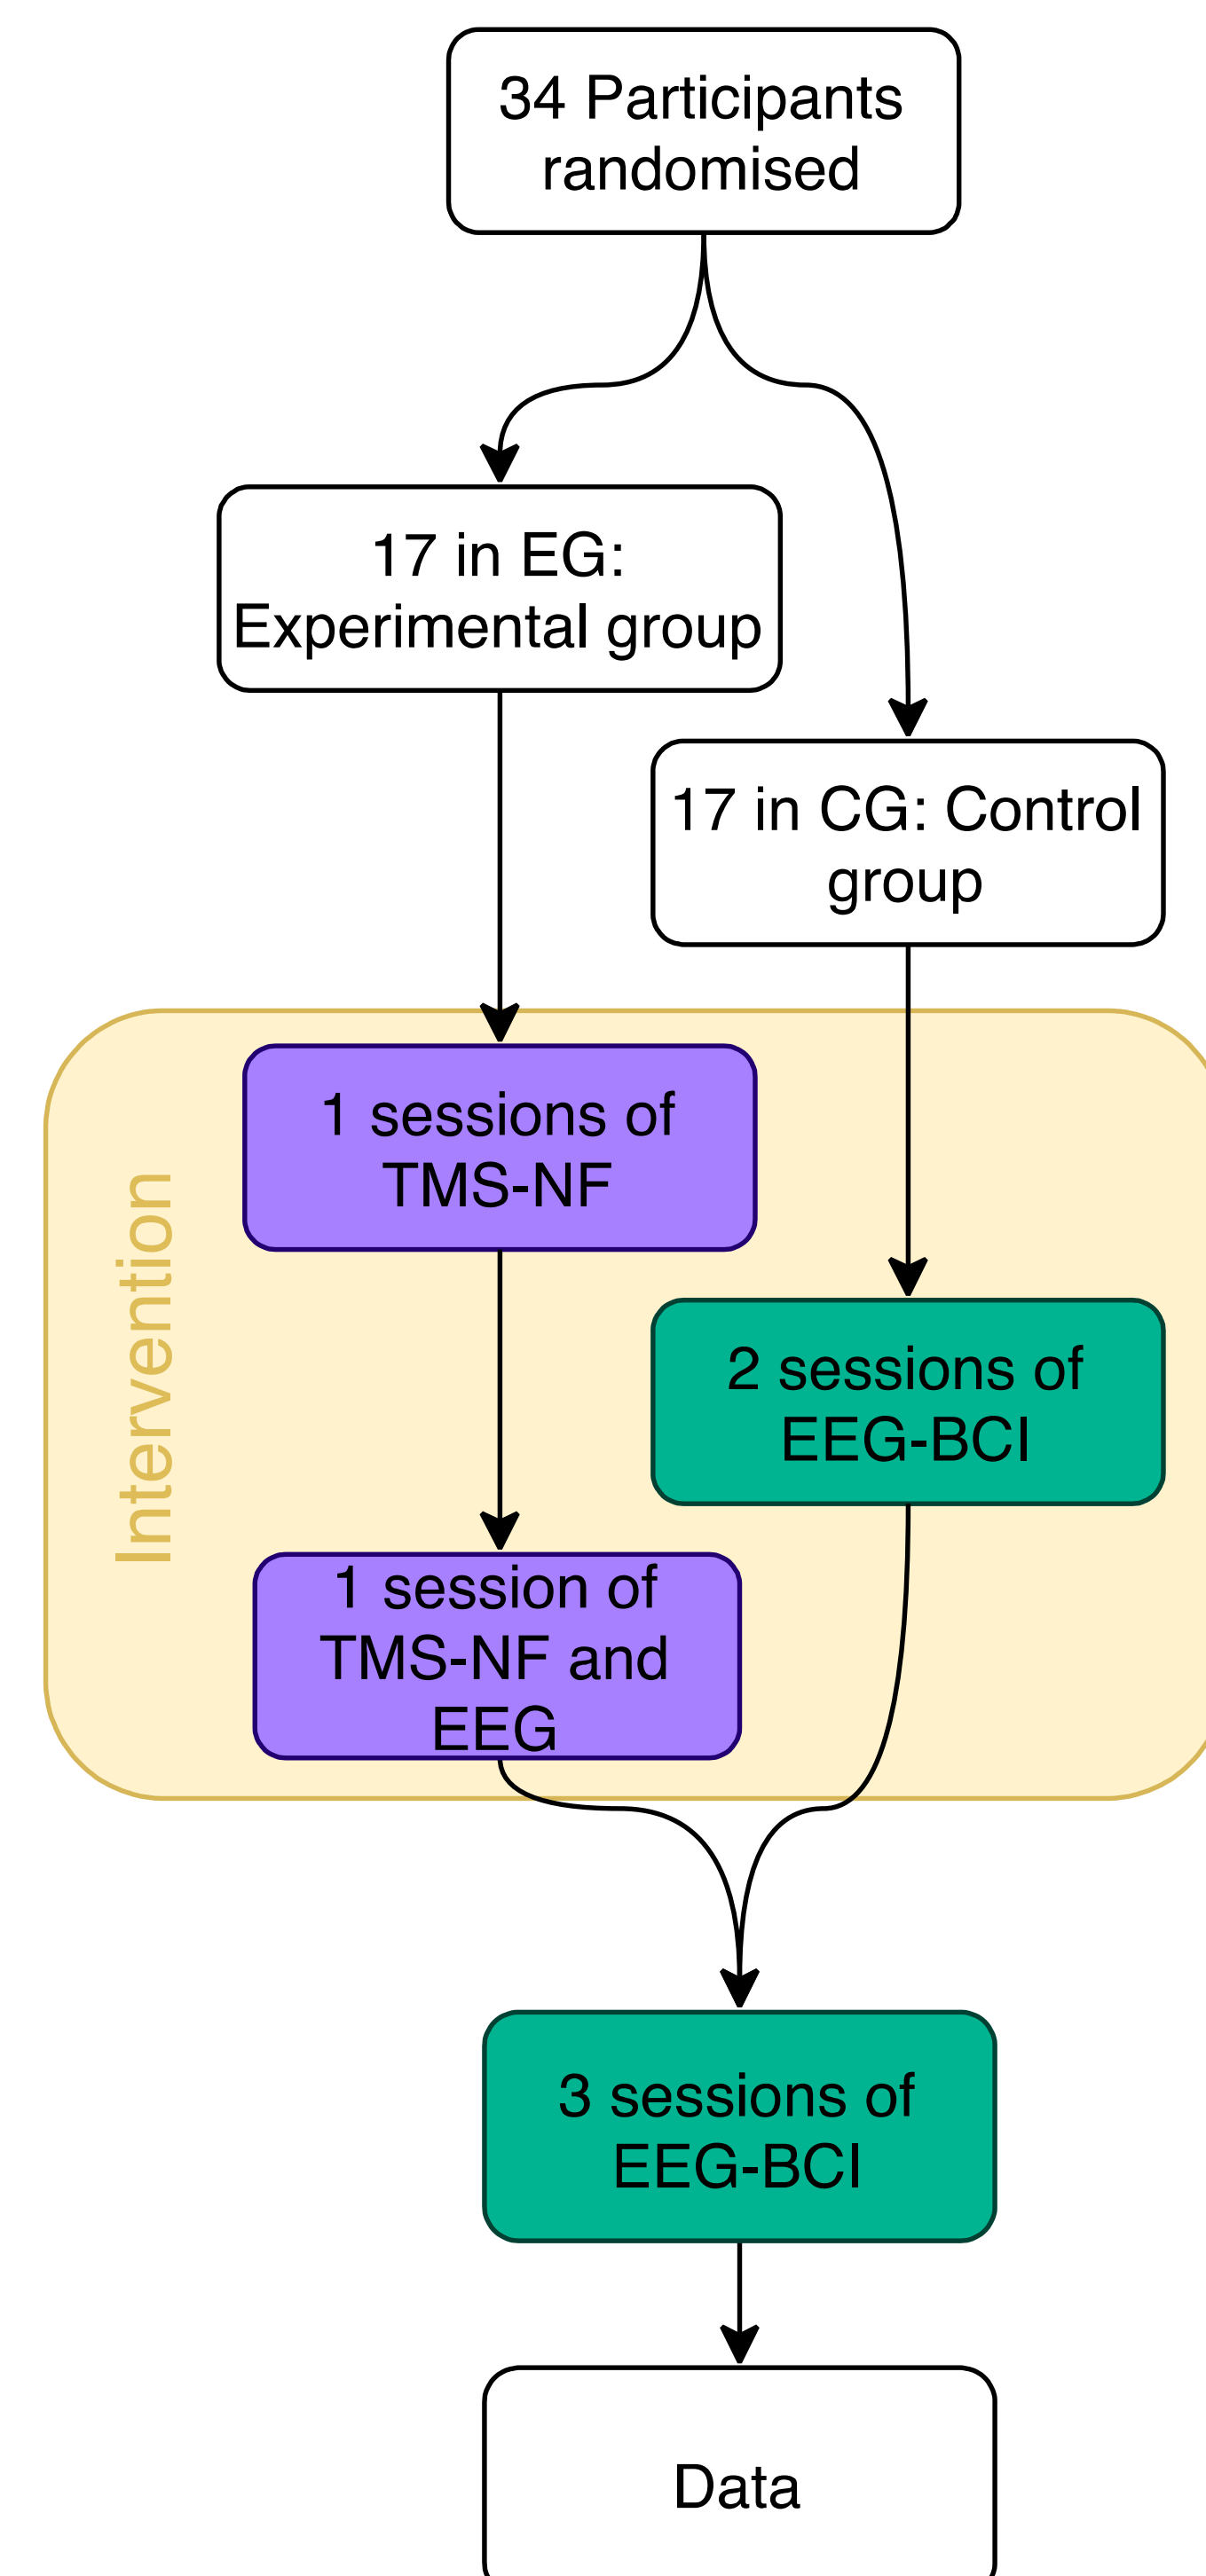 34 Participants
randomised
17 in EG:
Experimental group
17 in CG: Control
group
Intervention
1 sessions of
TMS-NF
2 sessions of
EEG-BCI
1 session of
TMS-NF and
EEG
3 sessions of
EEG-BCI
Data